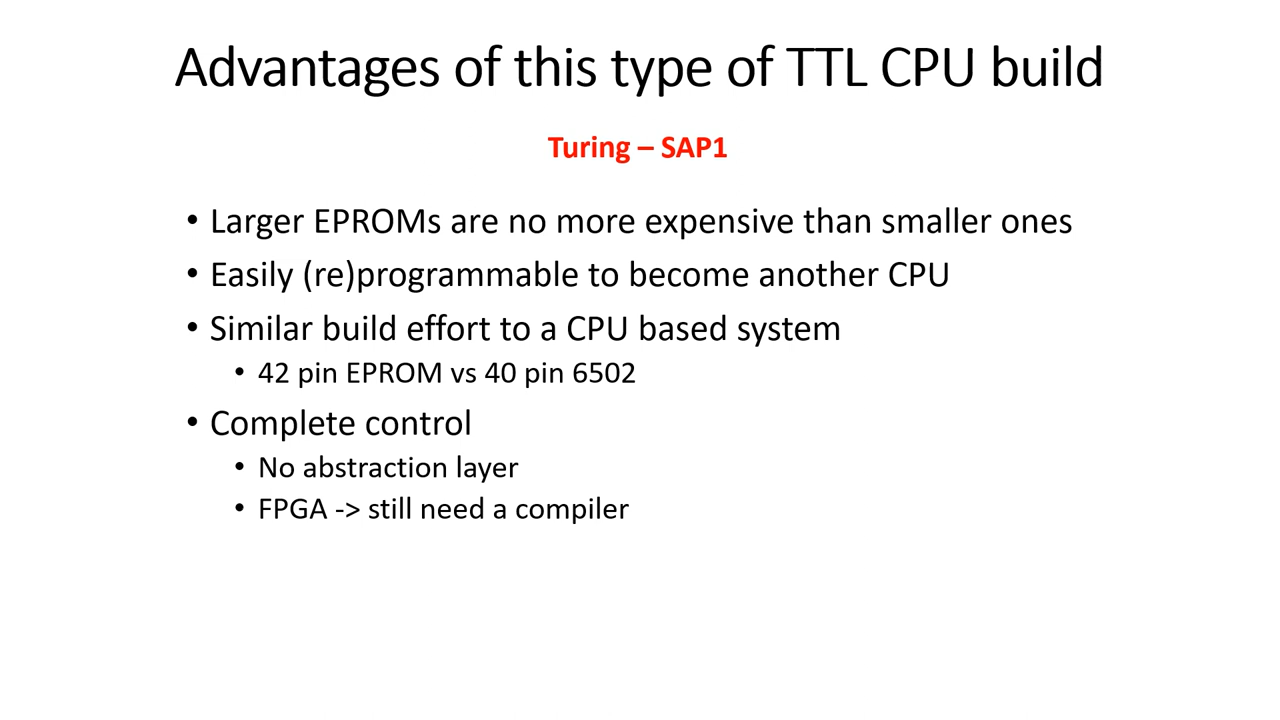 Advantages of this type of TTL CPU build
Turing – SAP1
• Larger EPROMs are no more expensive than smaller ones
• Easily (re)programmable to become another CPU
• Similar build effort to a CPU based system
• 42 pin EPROM vs 40 pin 6502
• Complete control
• No abstraction layer
• FPGA -> still need a compiler